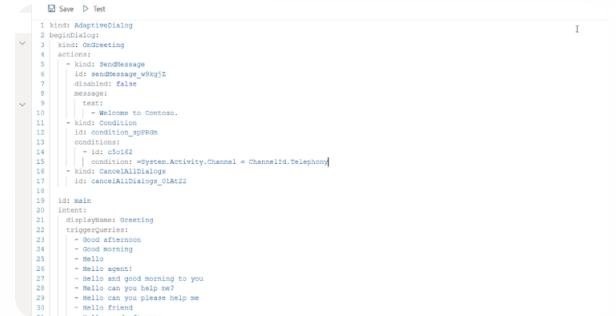 Save Test
1 kind: AdaptiveDialog
2 beginDialog:
3 kind: OnGreeting
4 actions:
5 - kind: SendMessage
6 id: sendMessage_w9kgjZ
7 disabled: false
8 message:
9 text:
10 - Welcome to Contoso.
11 - kind: Condition
12 id: condition_spPRdm
13 conditions:
14 - id: c5o162
15 condition: =System.Activity.Channel = ChannelId.Telephony
16 - kind: CancelAllDialogs
17 id: cancelAllDialogs_01At22
18
19 id: main
20 intent:
21 displayName: Greeting
22 triggerQueries:
23 - Good afternoon
24 - Good morning
25 - Hello
26 - Hello agent!
27 - Hello and good morning to you
28 - Hello can you help me?
29 - Hello can you please help me
30 - Hello friend